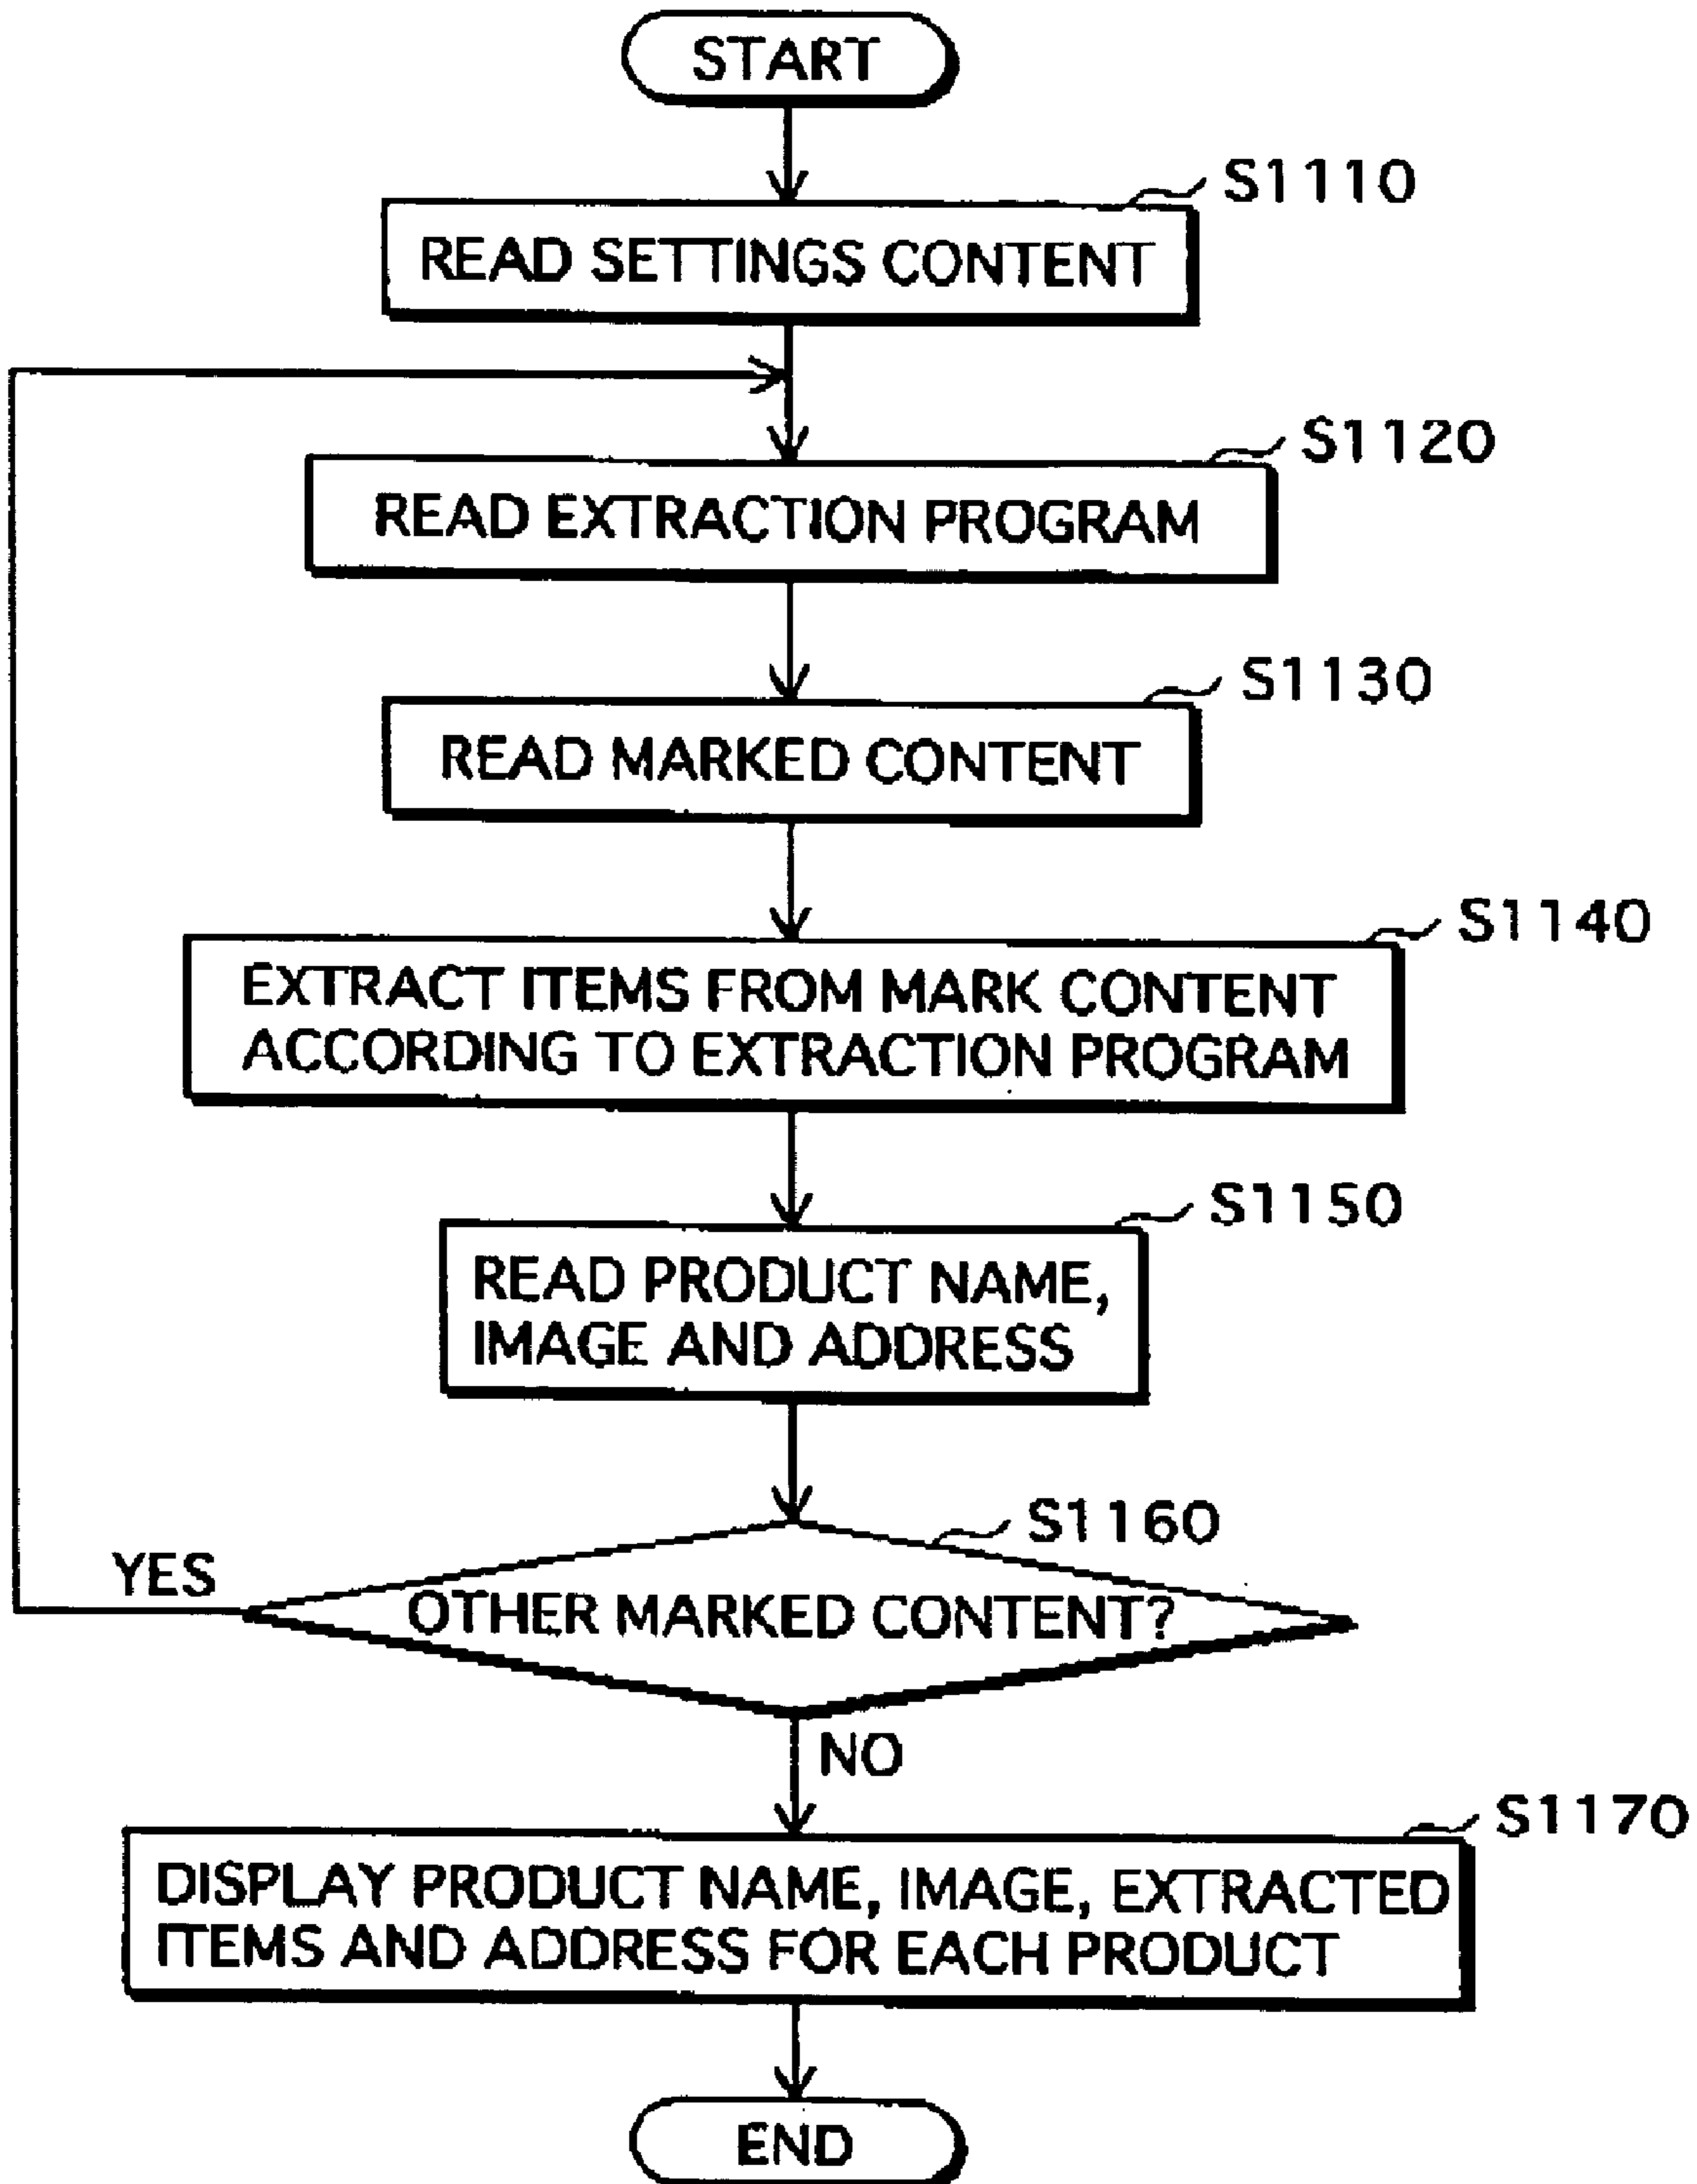 START
S1110
READ SETTINGS CONTENT
S1120
READ EXTRACTION PROGRAM
S1130
READ MARKED CONTENT
S1140
EXTRACT ITEMS FROM MARK CONTENT
ACCORDING TO EXTRACTION PROGRAM
S1150
READ PRODUCT NAME,
IMAGE AND ADDRESS
S1160
YES
OTHER MARKED CONTENT?
NO
S1170
DISPLAY PRODUCT NAME, IMAGE, EXTRACTED
ITEMS AND ADDRESS FOR EACH PRODUCT
END